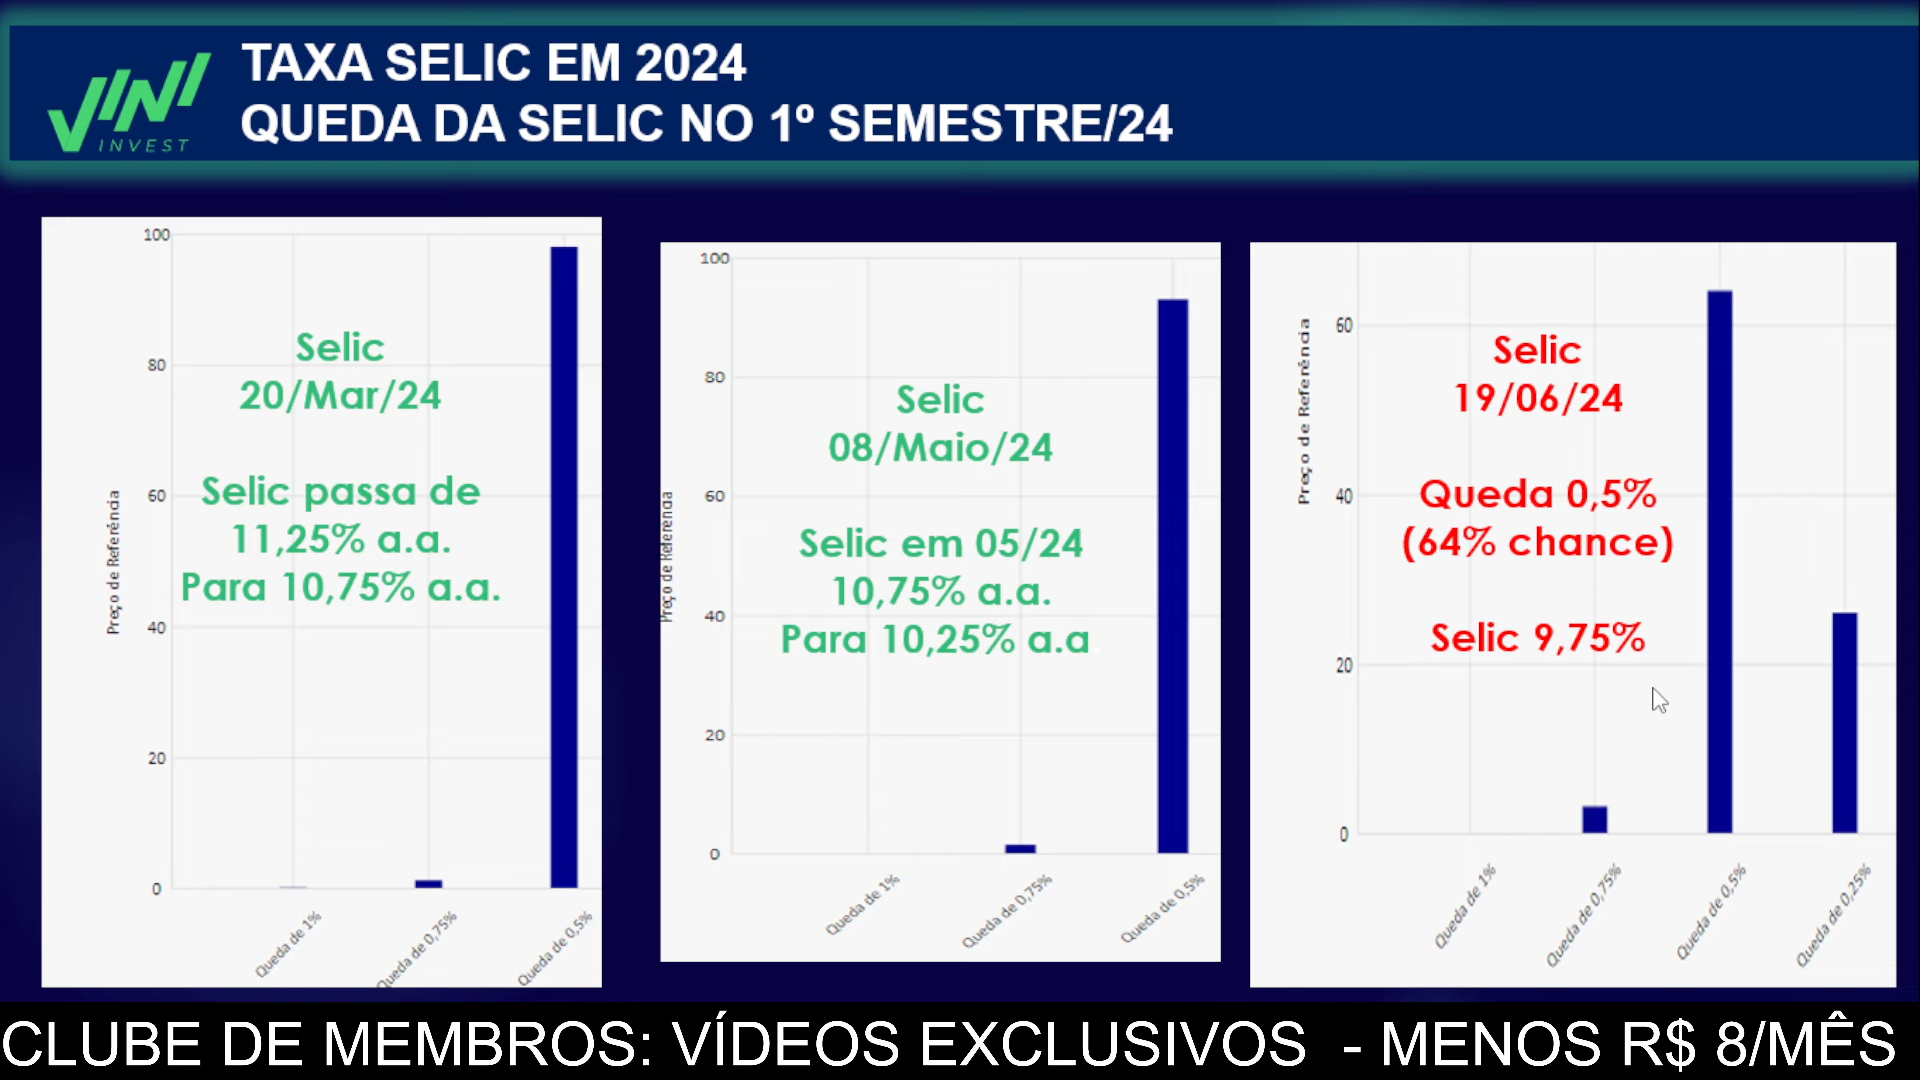 VINI
INVEST
TAXA SELIC EM 2024
QUEDA DA SELIC NO 1º SEMESTRE/24
100
80
60
40
20
0
Preço de Referência
Selic
20/Mar/24
Selic passa de
11,25% a.a.
Para 10,75% a.a.
Queda de 1%
Queda de 0,75%
Queda de 0,5%
100
80
60
40
20
0
Preço de Referência
Selic
08/Maio/24
Selic em 05/24
10,75% a.a.
Para 10,25% a.a.
Queda de 1%
Queda de 0,75%
Queda de 0,5%
60
40
20
0
Preço de Referência
Selic
19/06/24
Queda 0,5%
(64% chance)
Selic 9,75%
Queda de 1%
Queda de 0,75%
Queda de 0,5%
Queda de 0,25%
CLUBE DE MEMBROS: VÍDEOS EXCLUSIVOS - MENOS R$ 8/MÊS